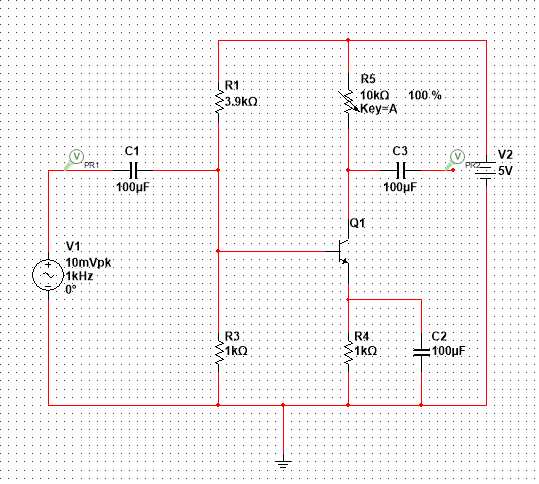 R1
3.9kΩ
R5
10kΩ 100 %
Key=A
V
PR1
C1
100µF
C3
100µF
V
PR2
V2
5V
Q1
V1
10mVpk
1kHz
0°
R3
1kΩ
R4
1kΩ
C2
100µF